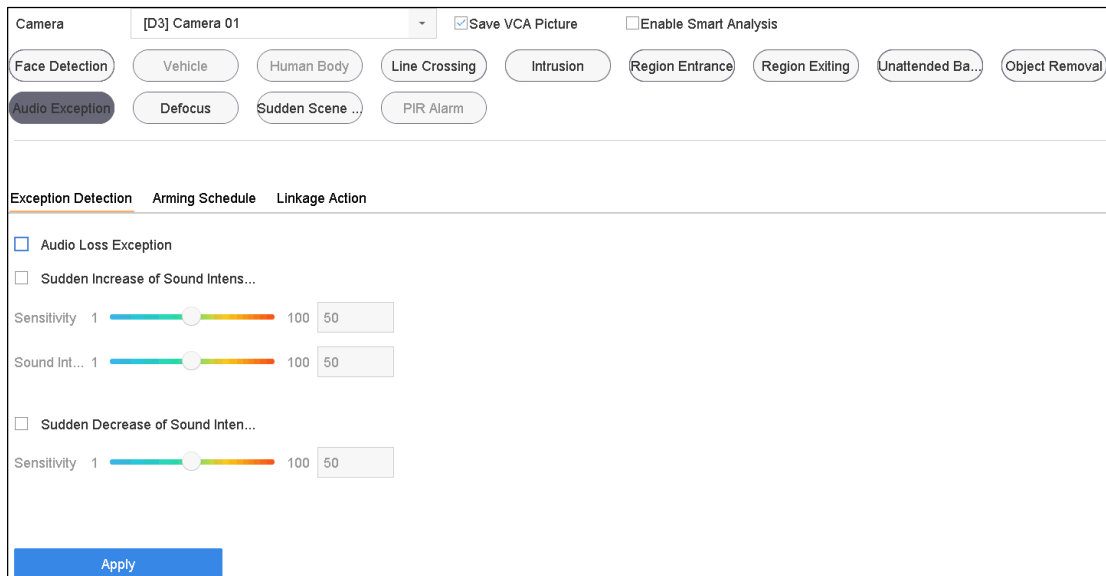 Camera [D3] Camera 01 Save VCA Picture Enable Smart Analysis
Face Detection Vehicle Human Body Line Crossing Intrusion Region Entrance Region Exiting Unattended Ba... Object Removal
Audio Exception Defocus Sudden Scene ... PIR Alarm
Exception Detection Arming Schedule Linkage Action
Audio Loss Exception
Sudden Increase of Sound Intens...
Sensitivity 1 100 50
Sound Int... 1 100 50
Sudden Decrease of Sound Inten...
Sensitivity 1 100 50
Apply